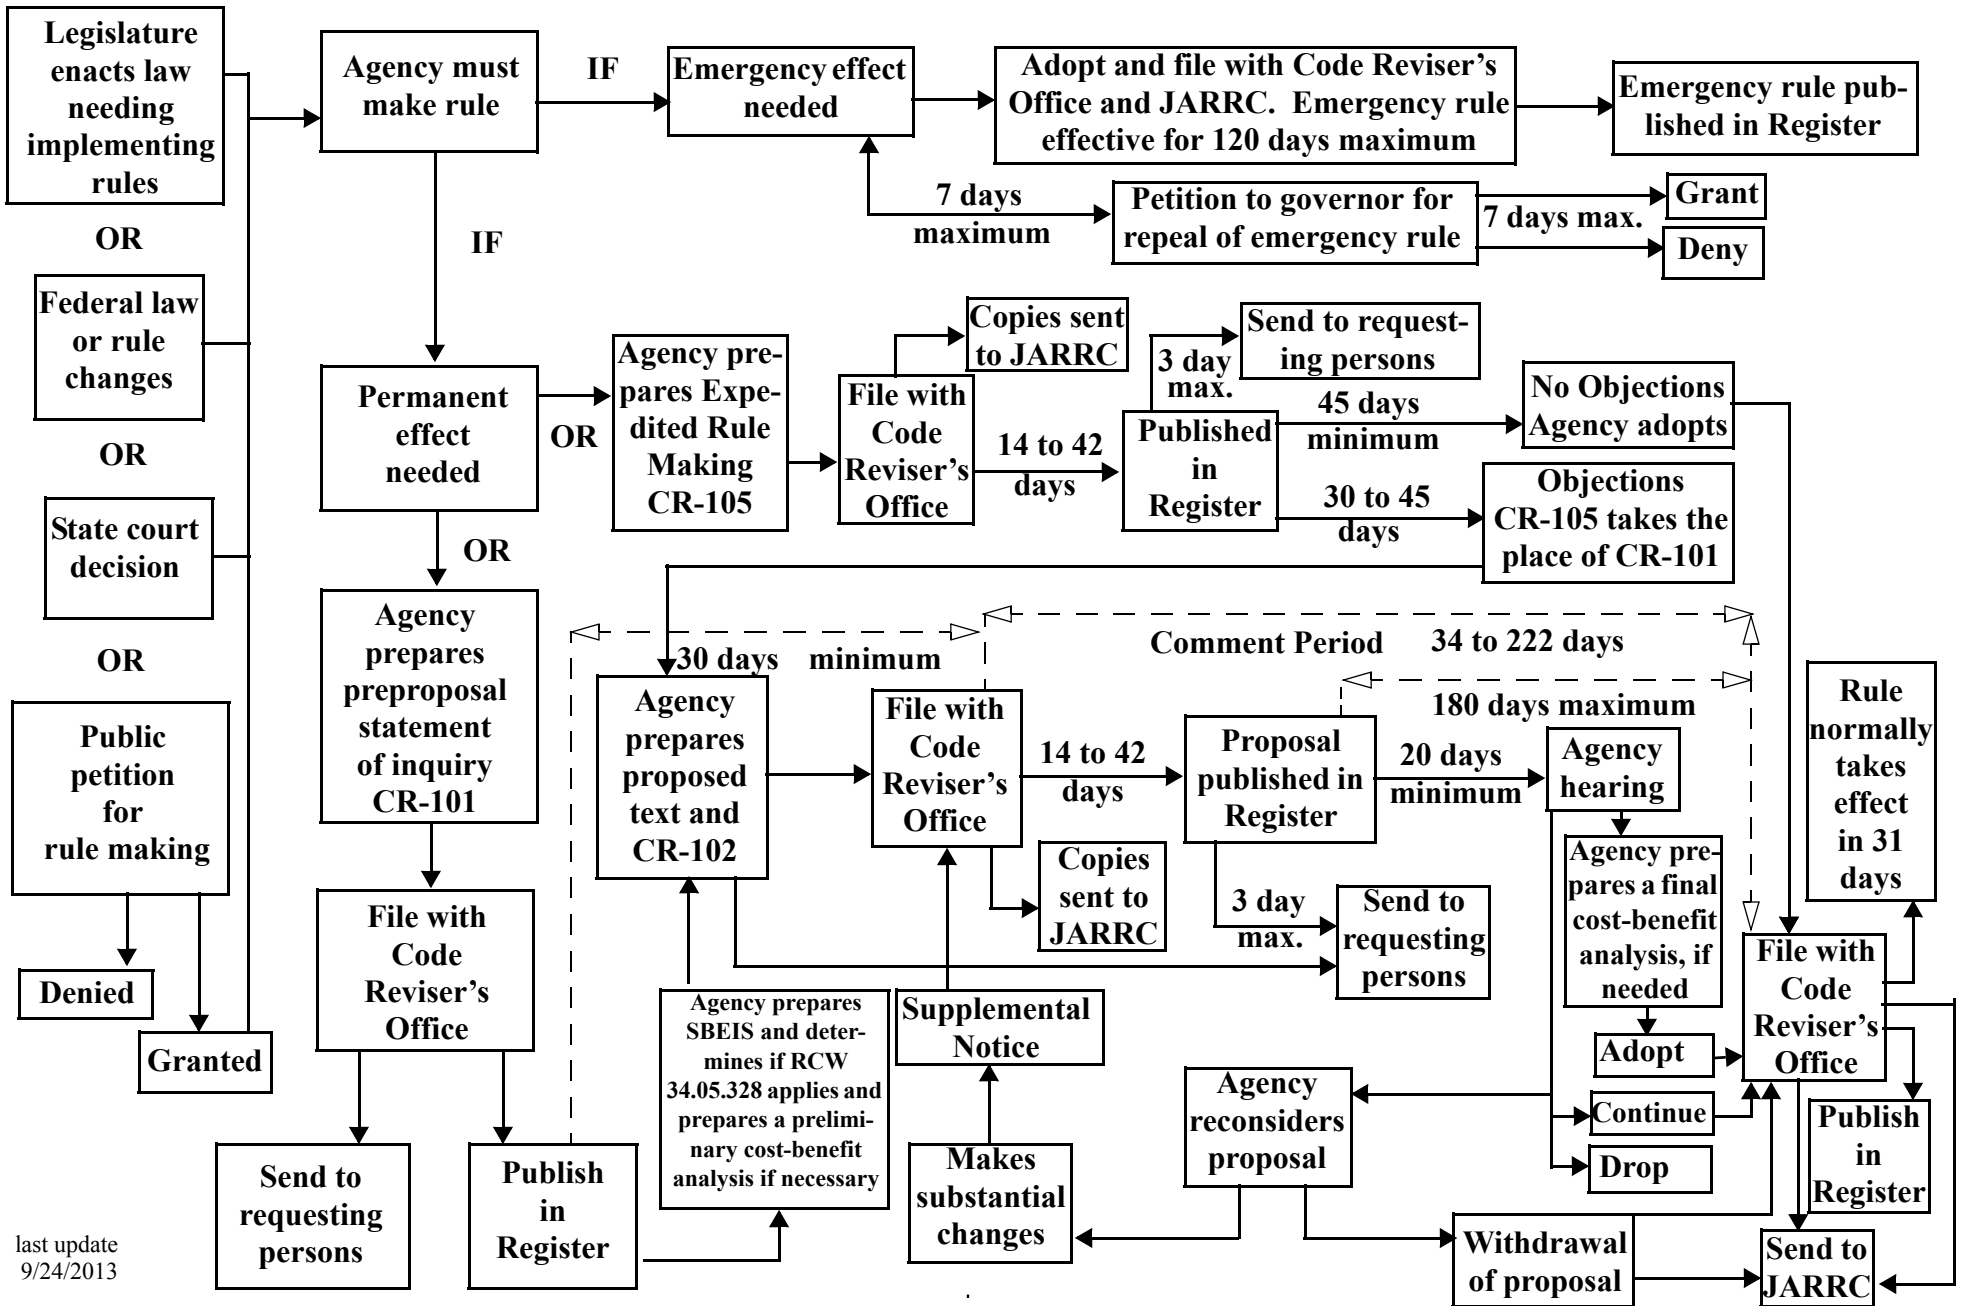 Legislature
enacts law
needing
implementing
rules
OR
Federal law
or rule
changes
OR
State court
decision
OR
Public
petition
for
rule making
Denied
Granted
Agency must
make rule
IF
Emergency effect
needed
Adopt and file with Code Reviser's
Office and JARRC. Emergency rule
effective for 120 days maximum
Emergency rule pub-
lished in Register
7 days
maximum
Petition to governor for
repeal of emergency rule
7 days max.
Grant
Deny
IF
Permanent
effect
needed
OR
Agency pre-
pares Expe-
dited Rule
Making
CR-105
File with
Code
Reviser's
Office
Copies sent
to JARRC
14 to 42
days
Published
in
Register
3 day
max.
Send to request-
ing persons
45 days
minimum
No Objections
Agency adopts
30 to 45
days
Objections
CR-105 takes the
place of CR-101
OR
Agency
prepares
preproposal
statement
of inquiry
CR-101
File with
Code
Reviser's
Office
Send to
requesting
persons
Publish
in
Register
30 days minimum
Agency prepares
SBEIS and deter-
mines if RCW
34.05.328 applies and
prepares a prelimi-
nary cost-benefit
analysis if necessary
Agency
prepares
proposed
text and
CR-102
File with
Code
Reviser's
Office
Copies
sent to
JARRC
Supplemental
Notice
Makes
substantial
changes
Comment Period 34 to 222 days
14 to 42
days
Proposal
published in
Register
180 days maximum
3 day
max.
Send to
requesting
persons
20 days
minimum
Agency
hearing
Agency pre-
pares a final
cost-benefit
analysis, if
needed
Adopt
Continue
Drop
Agency
reconsiders
proposal
Withdrawal
of proposal
File with
Code
Reviser's
Office
Rule
normally
takes
effect
in 31
days
Publish
in
Register
Send to
JARRC
last update
9/24/2013